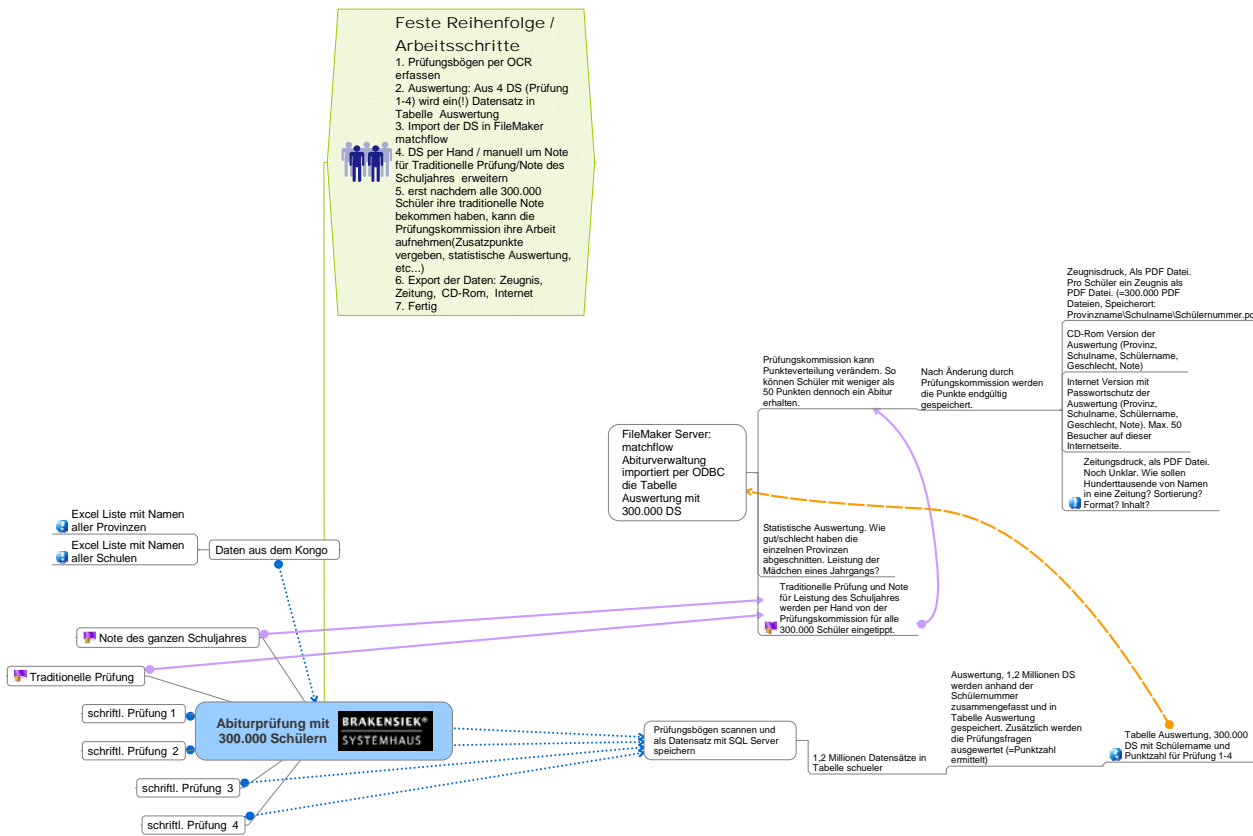 Feste Reihenfolge /
Arbeitsschritte
1. Prüfungsbögen per OCR
erfassen
2. Auswertung: Aus 4 DS (Prüfung
1-4) wird ein(!) Datensatz in
Tabelle Auswertung
3. Import der DS in FileMaker
matchflow
4. DS per Hand / manuell um Note
für Traditionelle Prüfung/Note des
Schuljahres erweitern
5. erst nachdem alle 300.000
Schüler ihre traditionelle Note
bekommen haben, kann die
Prüfungskommission ihre Arbeit
aufnehmen(Zusatzpunkte
vergeben, statistische Auswertung,
etc...)
6. Export der Daten: Zeugnis,
Zeitung, CD-Rom, Internet
7. Fertig
Zeugnisdruck, Als PDF Datei.
Pro Schüler ein Zeugnis als
PDF Datei. (=300.000 PDF
Dateien, Speicherort:
Provinzname\Schulname\Schülernummer.pd
CD-Rom Version der
Auswertung (Provinz,
Schulname, Schülername,
Geschlecht, Note)
Internet Version mit
Passwortschutz der
Auswertung (Provinz,
Schulname, Schülername,
Geschlecht, Note). Max. 50
Besucher auf dieser
Internetseite.
Zeitungsdruck, als PDF Datei.
Noch Unklar. Wie sollen
Hunderttausende von Namen
in eine Zeitung? Sortierung?
Format? Inhalt?
Prüfungskommission kann
Punkteverteilung verändern. So
können Schüler mit weniger als
50 Punkten dennoch ein Abitur
erhalten.
Nach Änderung durch
Prüfungskommission werden
die Punkte endgültig
gespeichert.
FileMaker Server:
matchflow
Abiturverwaltung
importiert per ODBC
die Tabelle
Auswertung mit
300.000 DS
Statistische Auswertung. Wie
gut/schlecht haben die
einzelnen Provinzen
abgeschnitten. Leistung der
Mädchen eines Jahrgangs?
Traditionelle Prüfung und Note
für Leistung des Schuljahres
werden per Hand von der
Prüfungskommission für alle
300.000 Schüler eingetippt.
Excel Liste mit Namen
aller Provinzen
Excel Liste mit Namen
aller Schulen
Daten aus dem Kongo
Note des ganzen Schuljahres
Traditionelle Prüfung
schriftl. Prüfung 1
schriftl. Prüfung 2
schriftl. Prüfung 3
schriftl. Prüfung 4
Abiturprüfung mit
300.000 Schülern
BRAKENSIEK®
SYSTEMHAUS
Prüfungsbögen scannen und
als Datensatz mit SQL Server
speichern
1,2 Millionen Datensätze in
Tabelle schueler
Auswertung, 1,2 Millionen DS
werden anhand der
Schülernummer
zusammengefasst und in
Tabelle Auswertung
gespeichert. Zusätzlich werden
die Prüfungsfragen
ausgewertet (=Punktzahl
ermittelt)
Tabelle Auswertung, 300.000
DS mit Schülername und
Punktzahl für Prüfung 1-4